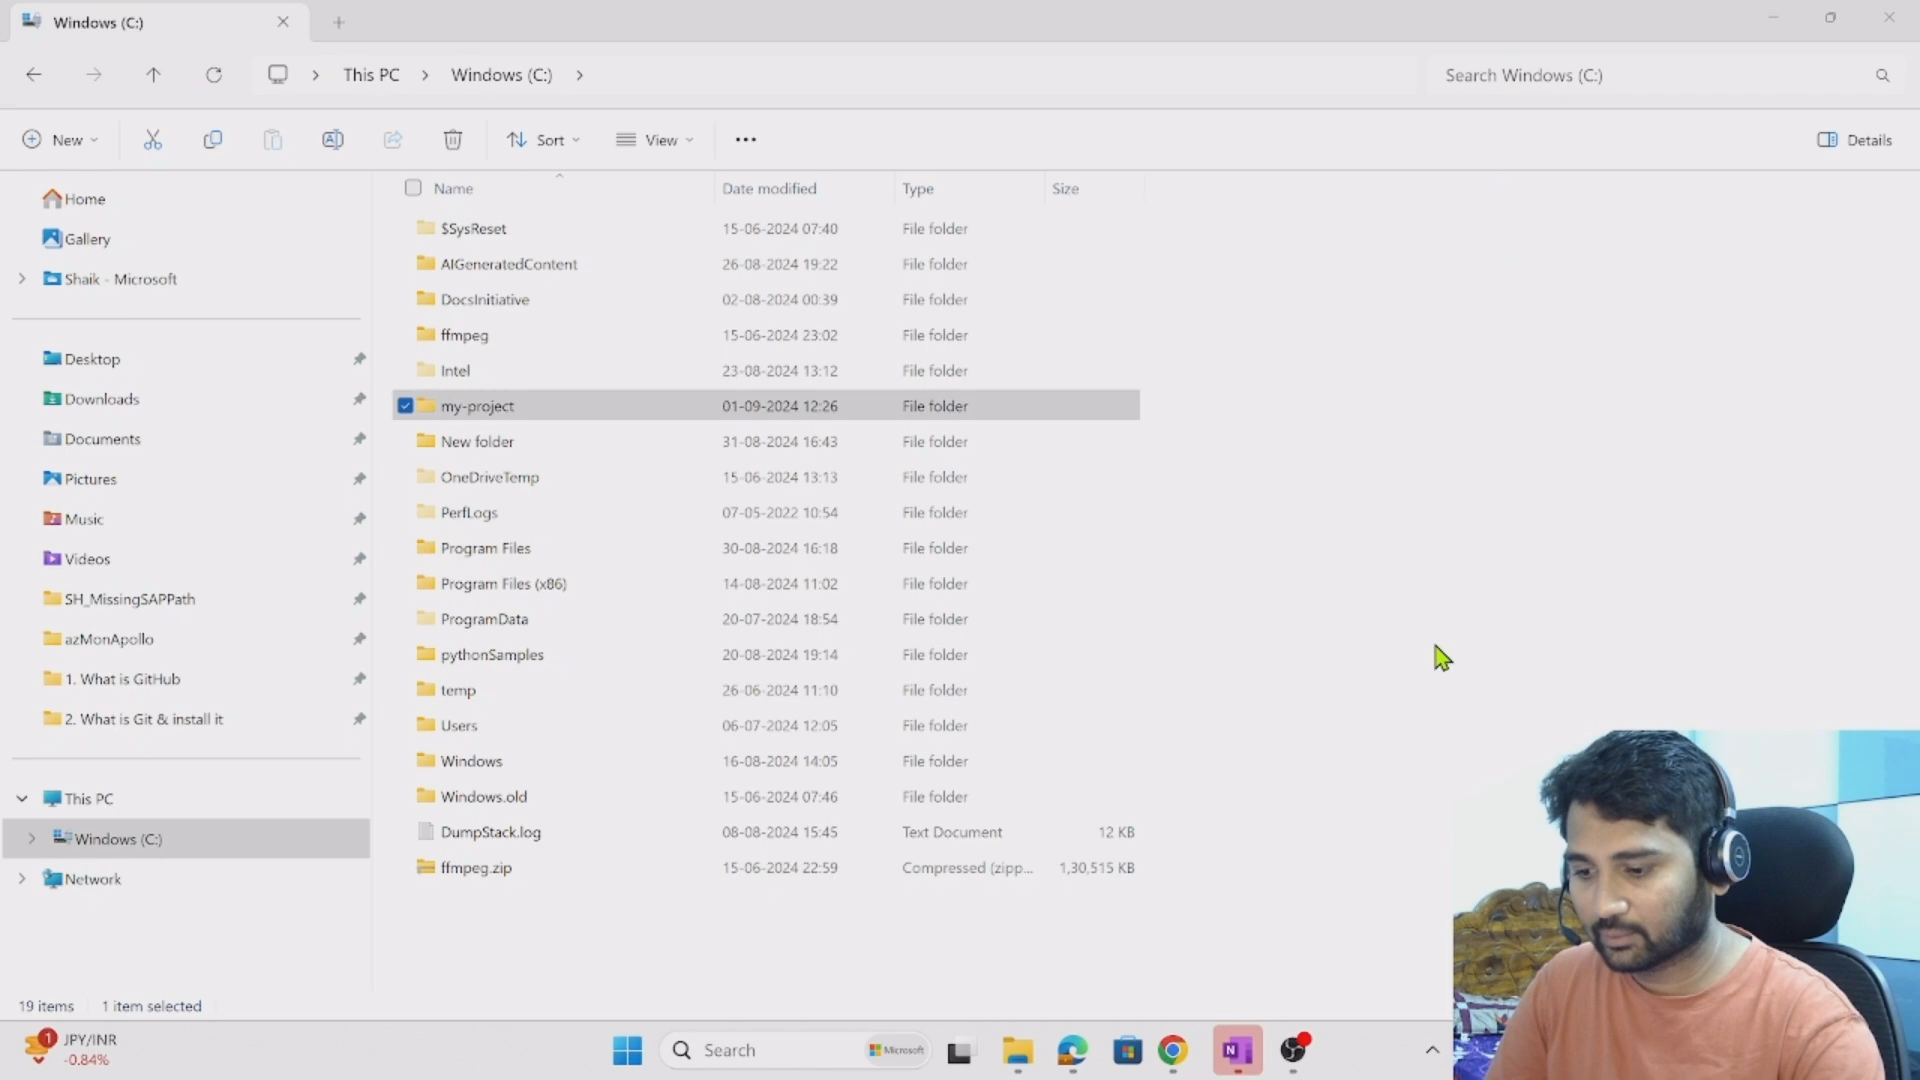 Windows (C:)
This PC
Windows (C:)
Search Windows (C:)
New
Sort
View
Details
Name Date modified Type Size
$SysReset 15-06-2024 07:40 File folder
AIGeneratedContent 26-08-2024 19:22 File folder
DocsInitiative 02-08-2024 00:39 File folder
ffmpeg 15-06-2024 23:02 File folder
Intel 23-08-2024 13:12 File folder
my-project 01-09-2024 12:26 File folder
New folder 31-08-2024 16:43 File folder
OneDriveTemp 15-06-2024 13:13 File folder
PerfLogs 07-05-2022 10:54 File folder
Program Files 30-08-2024 16:18 File folder
Program Files (x86) 14-08-2024 11:02 File folder
ProgramData 20-07-2024 18:54 File folder
pythonSamples 20-08-2024 19:14 File folder
temp 26-06-2024 11:10 File folder
Users 06-07-2024 12:05 File folder
Windows 16-08-2024 14:05 File folder
Windows.old 15-06-2024 07:46 File folder
DumpStack.log 08-08-2024 15:45 Text Document 12 KB
ffmpeg.zip 15-06-2024 22:59 Compressed (zipp... 1,30,515 KB
Home
Gallery
Shaik - Microsoft
Desktop
Downloads
Documents
Pictures
Music
Videos
SH_MissingSAPPath
azMonApollo
1. What is GitHub
2. What is Git & install it
This PC
Windows (C:)
Network
19 items
1 item selected
1
JPY/INR
-0.84%
Search
Microsoft
N